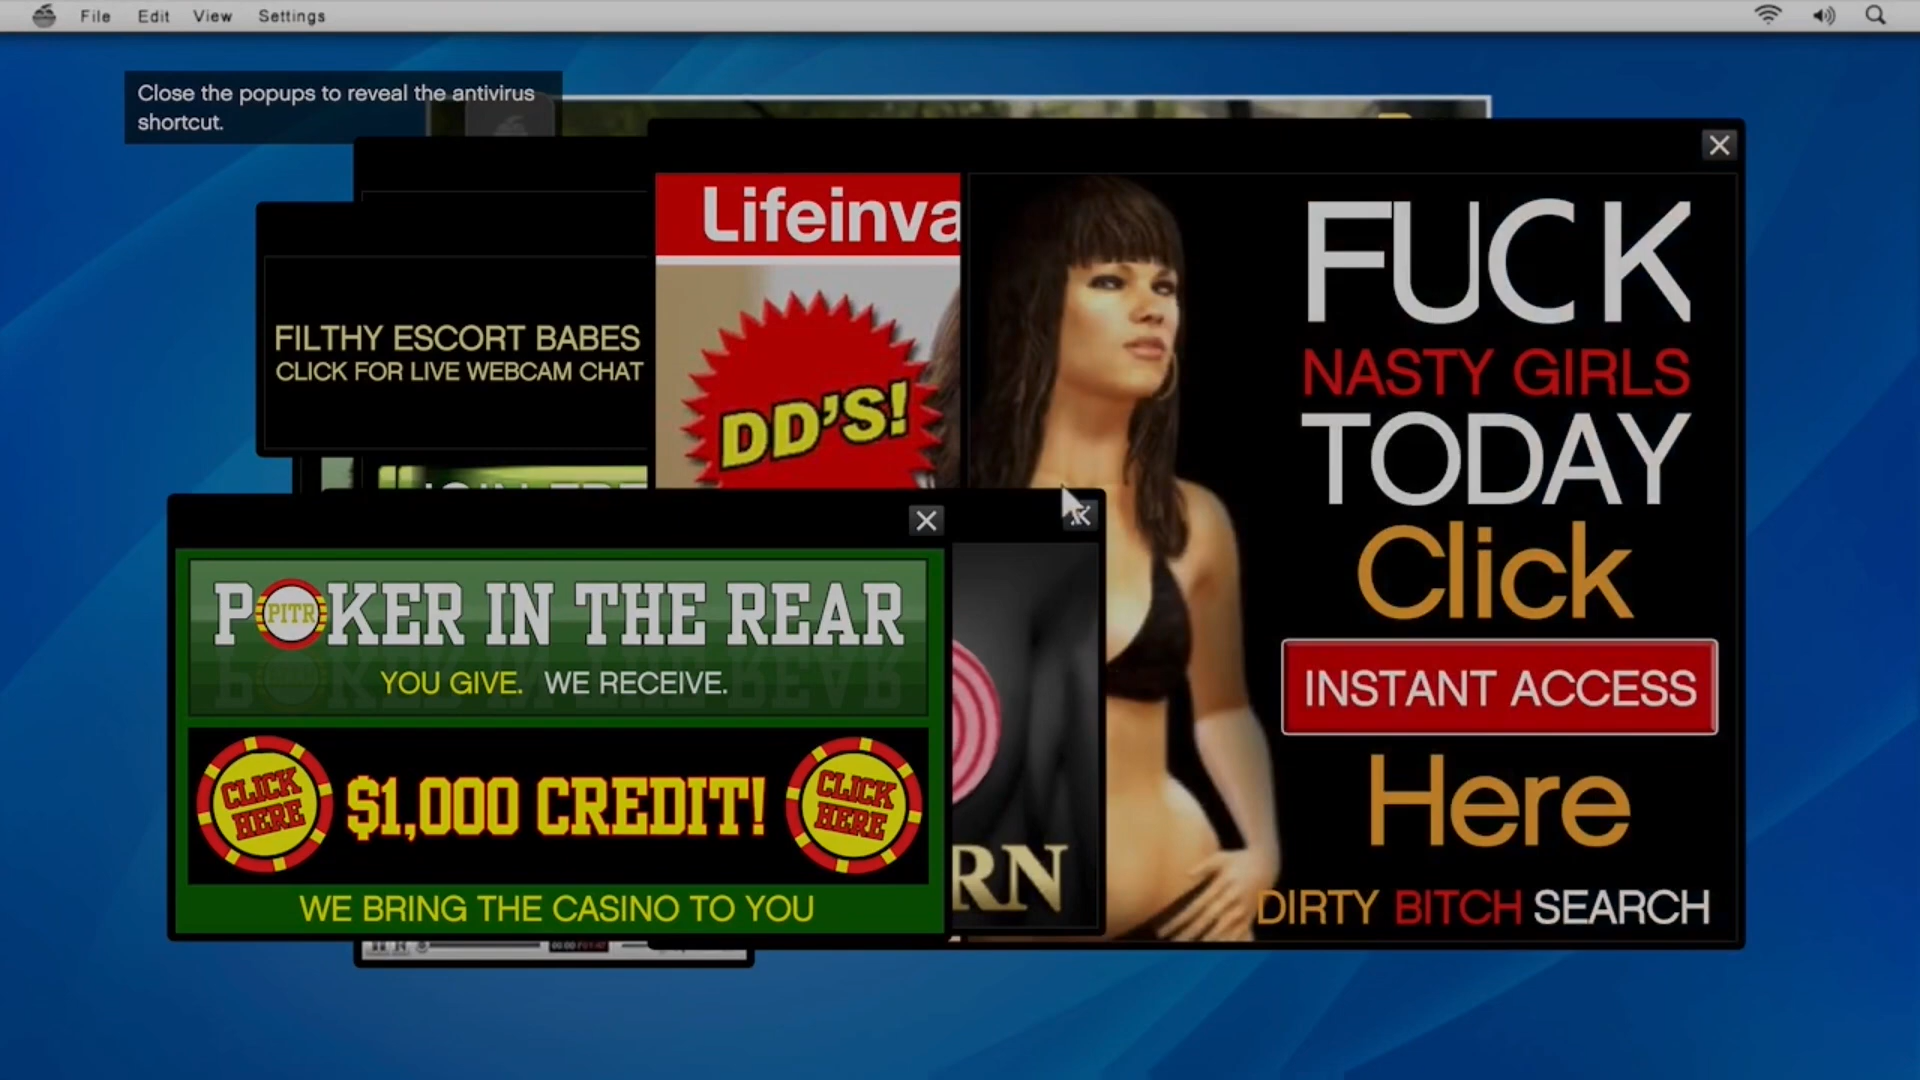 File Edit View Settings
Close the popups to reveal the antivirus
shortcut.
Lifeinva
DD'S!
FILTHY ESCORT BABES
CLICK FOR LIVE WEBCAM CHAT
FUCK
NASTY GIRLS
TODAY
Click
INSTANT ACCESS
Here
DIRTY BITCH SEARCH
POKER IN THE REAR
PITR
YOU GIVE. WE RECEIVE.
CLICK
HERE
$1,000 CREDIT!
CLICK
HERE
WE BRING THE CASINO TO YOU
RN